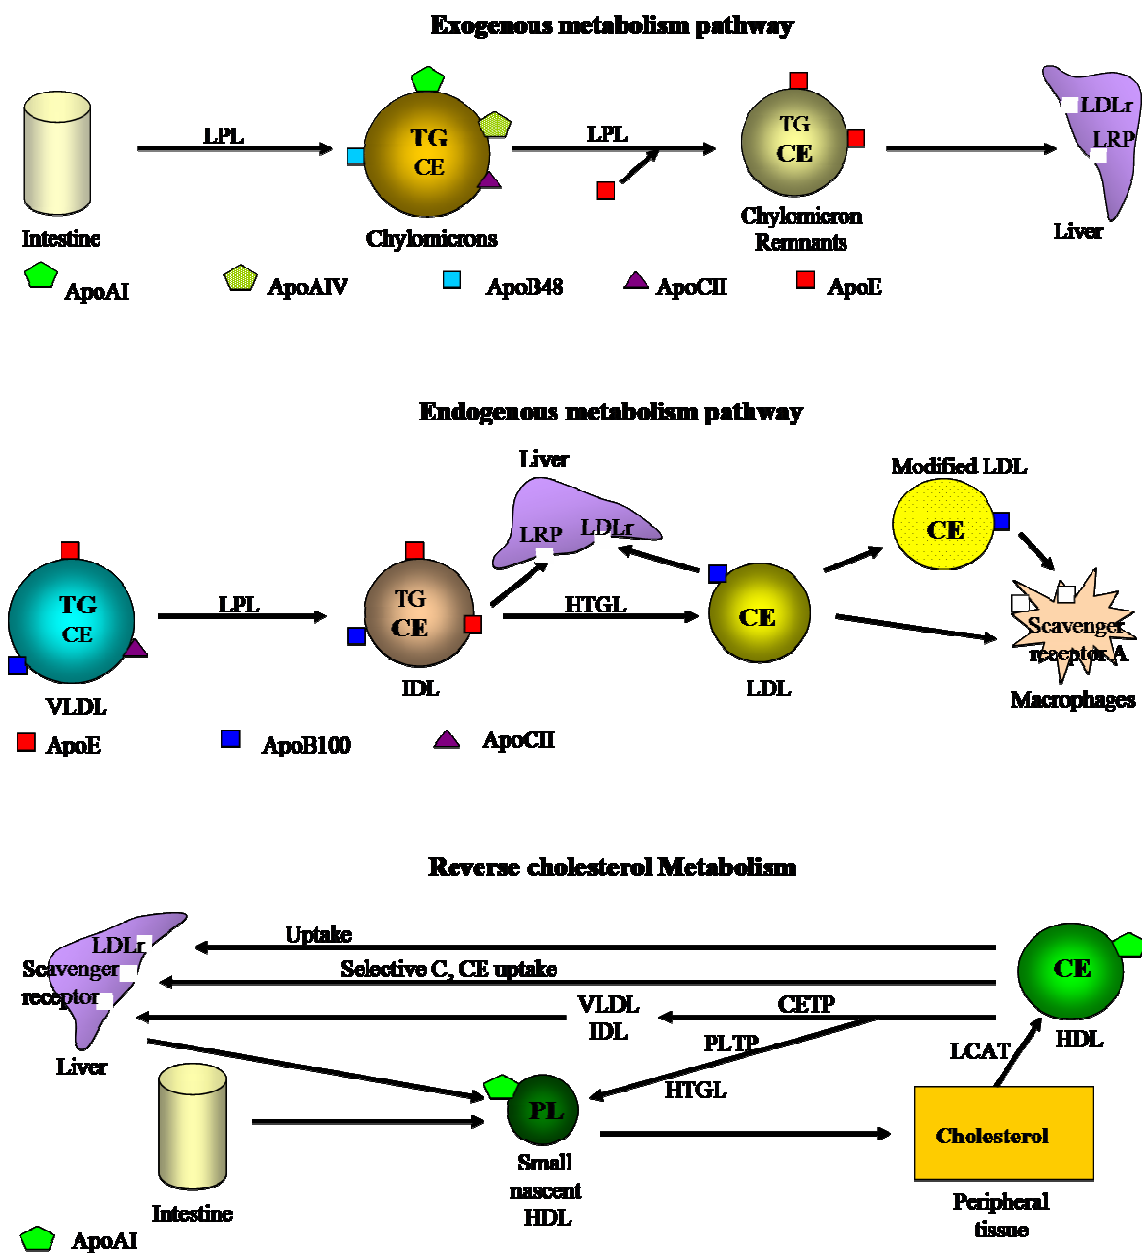 Exogenous metabolism pathway
LPL
TG
CE
LPL
TG
CE
LDLr
LRP
Intestine
Chylomicrons
Chylomicron
Remnants
Liver
ApoAI
ApoAIV
ApoB48
ApoCII
ApoE
Endogenous metabolism pathway
Liver
LRP
LDLr
Modified LDL
CE
TG
CE
LPL
TG
CE
HTGL
CE
Scavenger
receptor A
VLDL
IDL
LDL
Macrophages
ApoE
ApoB100
ApoCII
Reverse cholesterol Metabolism
LDLr
Scavenger
receptor
Uptake
Selective C, CE uptake
VLDL
IDL
CETP
CE
HDL
Liver
PLTP
HTGL
LCAT
PL
Cholesterol
Small
nascent
HDL
Intestine
Peripheral
tissue
ApoAI